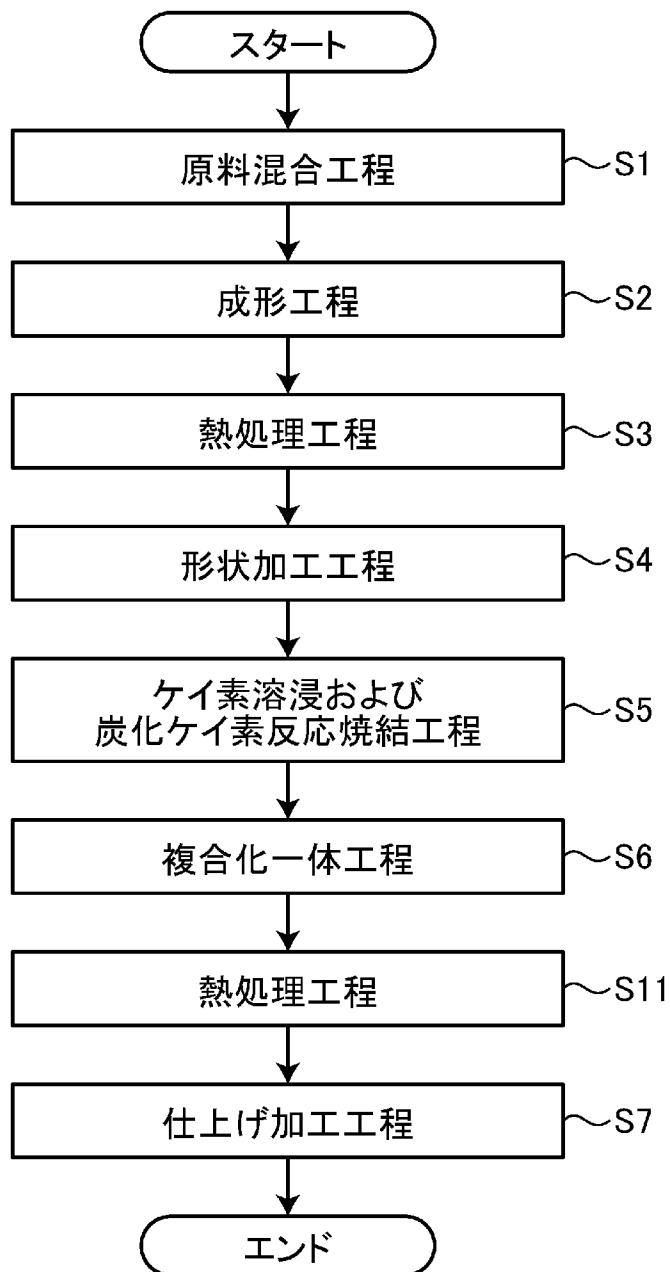 スタート
原料混合工程
S1
成形工程
S2
熱処理工程
S3
形状加工工程
S4
ケイ素溶浸および
炭化ケイ素反応焼結工程
S5
複合化一体工程
S6
熱処理工程
S11
仕上げ加工工程
S7
エンド